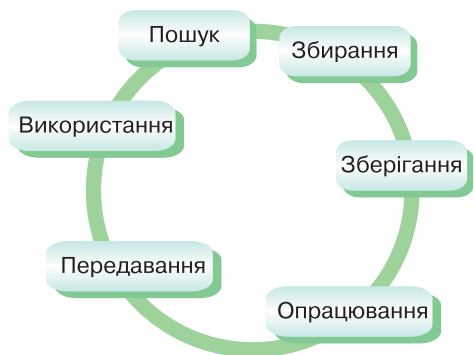 Пошук
Збирання
Зберігання
Опрацювання
Передавання
Використання